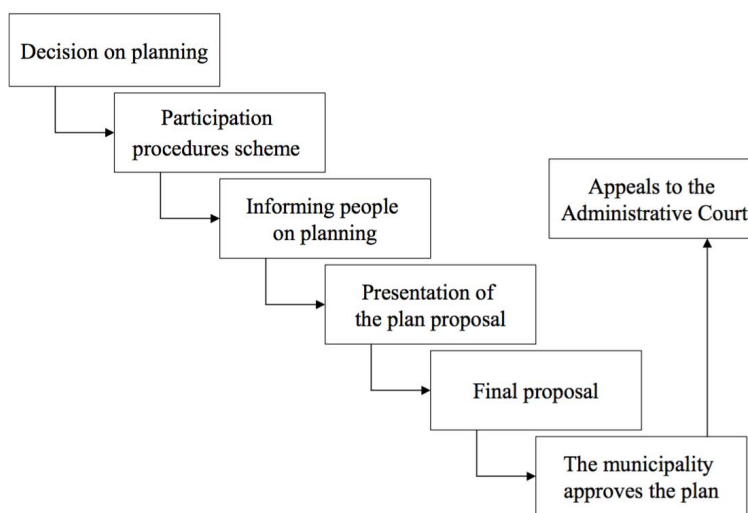 Decision on planning
Participation
procedures scheme
Informing people
on planning
Presentation of
the plan proposal
Final proposal
The municipality
approves the plan
Appeals to the
Administrative Court